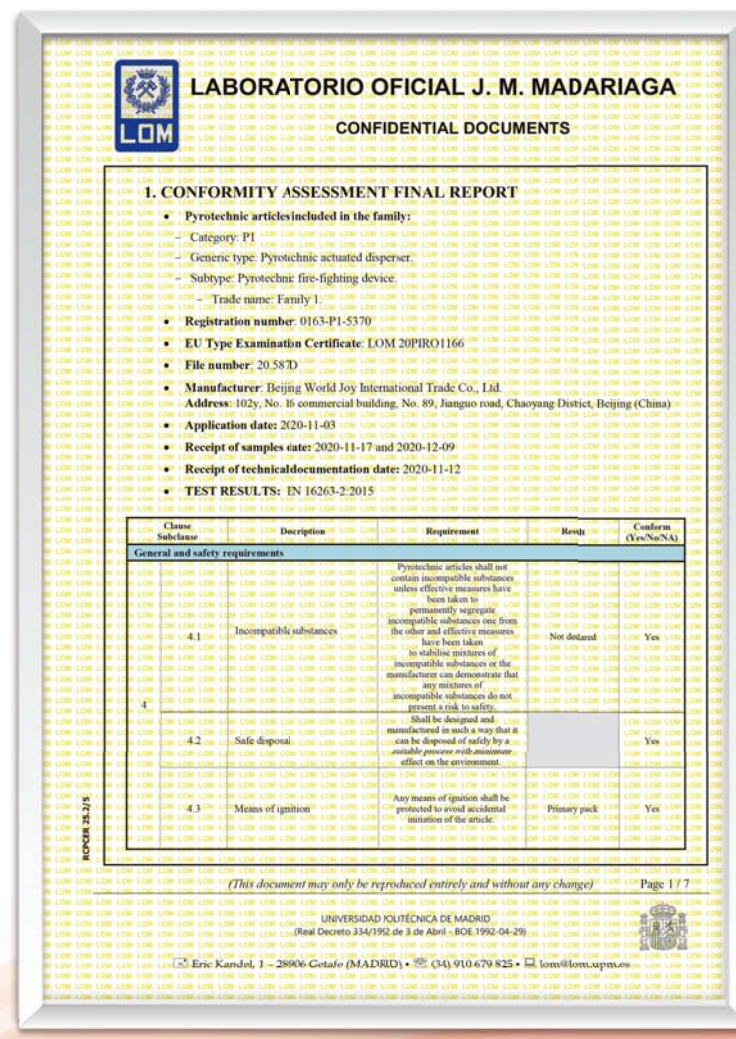 LOM
LABORATORIO OFICIAL J. M. MADARIAGA
CONFIDENTIAL DOCUMENTS
1. CONFORMITY ASSESSMENT FINAL REPORT
• Pyrotechnic articles included in the family:
– Category: P1
– Generic type: Pyrotechnic actuated disperser.
– Subtype: Pyrotechnic fire-fighting device.
– Trade name: Family 1.
• Registration number: 0163-P1-5370
• EU Type Examination Certificate: LOM 20PIRO1166
• File number: 20.587D
• Manufacturer: Beijing World Joy International Trade Co., Ltd.
Address: 102y, No. 16 commercial building, No. 89, Jianguo road, Chaoyang District, Beijing (China)
• Application date: 2020-11-03
• Receipt of samples date: 2020-11-17 and 2020-12-09
• Receipt of technical documentation date: 2020-11-12
• TEST RESULTS: EN 16263-2:2015
Clause
Subclause
Decription
Requirement
Result
Conform
(Yes/No/NA)
General and safety requirements
4
4.1
Incompatible substances
Pyrotechnic articles shall not
contain incompatible substances
unless effective measures have
been taken to
permanently segregate
incompatible substances one from
the other and effective measures
have been taken
to stabilise mixtures of
incompatible substances or the
manufacturer can demonstrate that
any mixtures of
incompatible substances do not
present a risk to safety.
Not declared
Yes
4.2
Safe disposal
Shall be designed and
manufactured in such a way that it
can be disposed of safely by a
suitable process with minimum
effect on the environment.
Yes
4.3
Means of ignition
Any means of ignition shall be
protected to avoid accidental
initiation of the article.
Primary pack
Yes
RCPCER 25.2/5
(This document may only be reproduced entirely and without any change)
Page 1 / 7
UNIVERSIDAD POLITÉCNICA DE MADRID
(Real Decreto 334/1992 de 3 de Abril - BOE 1992-04-29)
Eric Kandel, 1 – 28906 Getafe (MADRID) • (34) 910 679 825 • lom@lom.upm.es